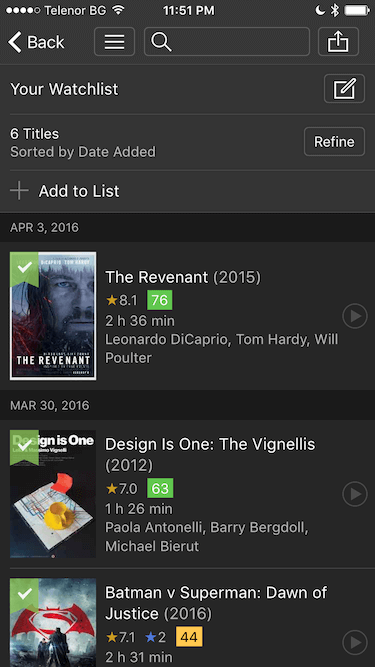 Telenor BG 11:51 PM
Back
Your Watchlist
6 Titles
Sorted by Date Added
Refine
Add to List
APR 3, 2016
DICAPRIO TOM HARDY
THE REVENANT
The Revenant (2015)
8.1 76
2 h 36 min
Leonardo DiCaprio, Tom Hardy, Will
Poulter
MAR 30, 2016
Design is One
Design Is One: The Vignellis
(2012)
7.0 63
1 h 26 min
Paola Antonelli, Barry Bergdoll,
Michael Bierut
Batman v Superman: Dawn of
Justice (2016)
7.1 2 44
2 h 31 min